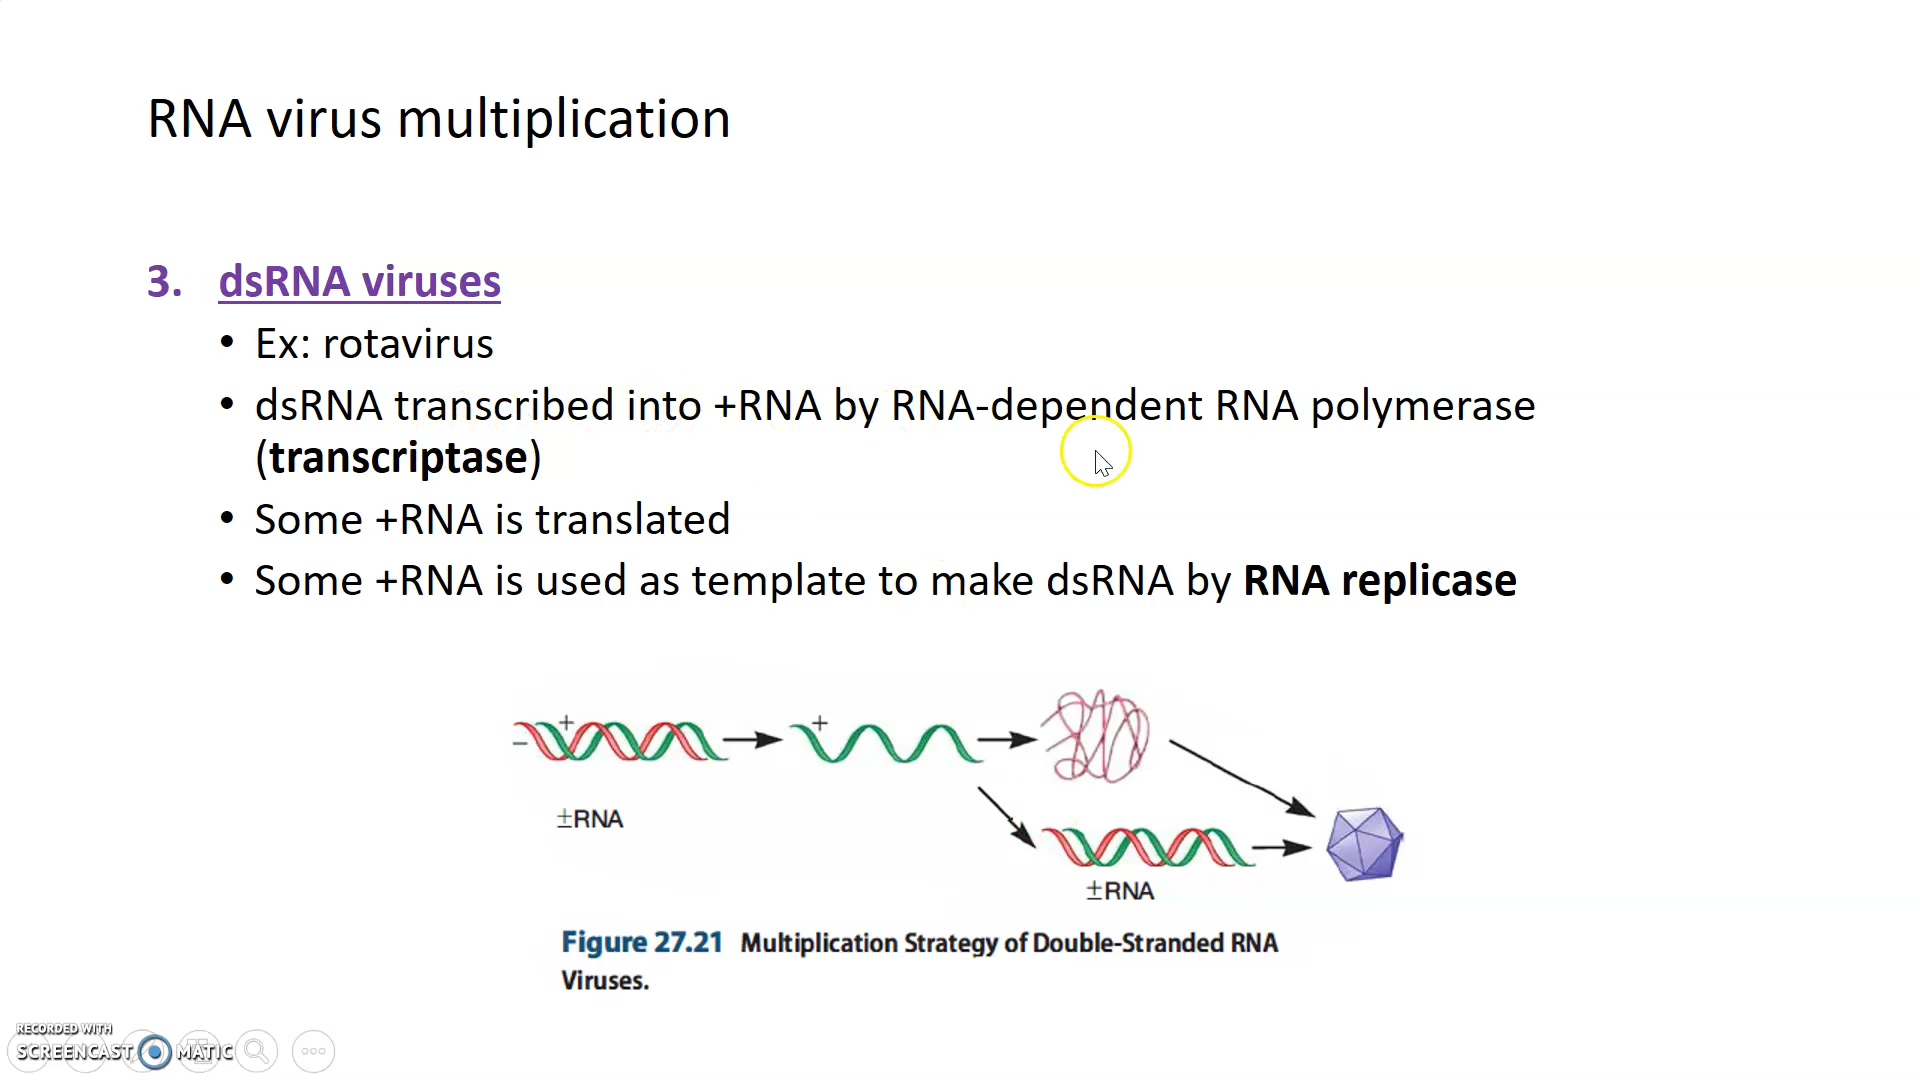 RNA virus multiplication
3. dsRNA viruses
• Ex: rotavirus
• dsRNA transcribed into +RNA by RNA-dependent RNA polymerase
(transcriptase)
• Some +RNA is translated
• Some +RNA is used as template to make dsRNA by RNA replicase
+
+
−
±RNA
±RNA
Figure 27.21 Multiplication Strategy of Double-Stranded RNA
Viruses.
RECORDED WITH
SCREENCAST MATIC